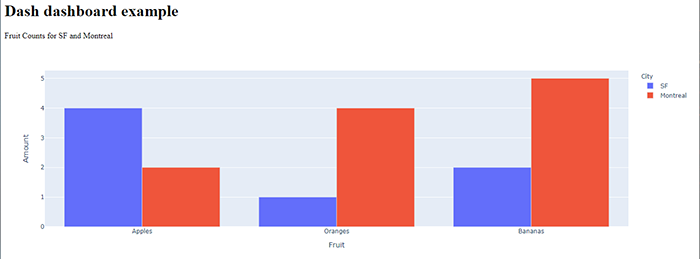 Dash dashboard example
Fruit Counts for SF and Montreal
City
SF
Montreal
5
4
3
2
1
0
Amount
Apples
Oranges
Bananas
Fruit